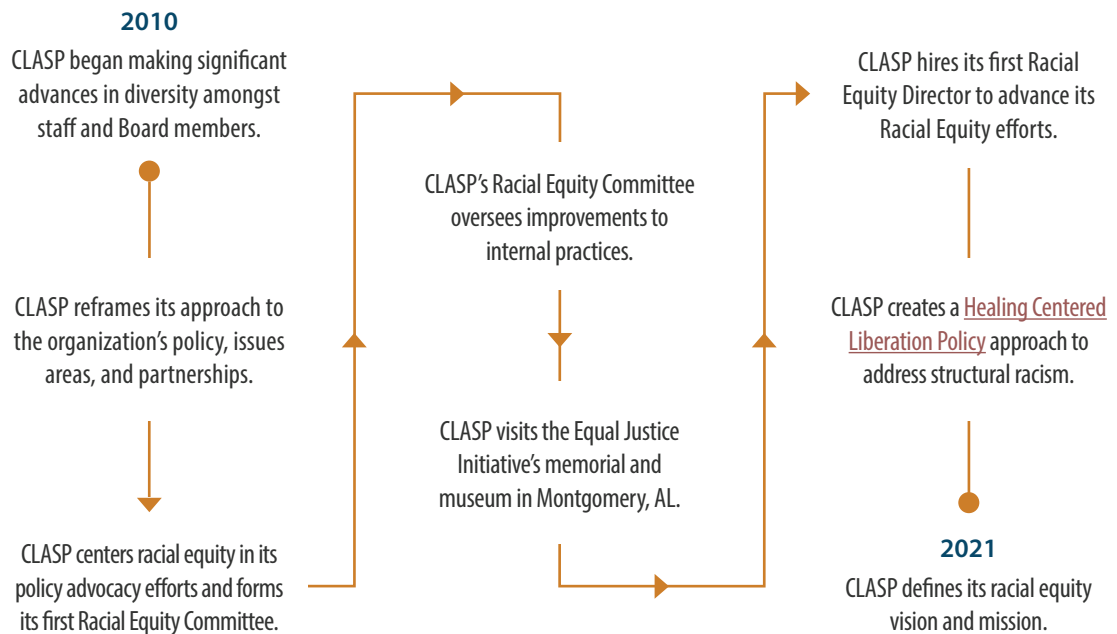 2010
CLASP began making significant
advances in diversity amongst
staff and Board members.
CLASP reframes its approach to
the organization’s policy, issues
areas, and partnerships.
CLASP centers racial equity in its
policy advocacy efforts and forms
its first Racial Equity Committee.
CLASP’s Racial Equity Committee
oversees improvements to
internal practices.
CLASP visits the Equal Justice
Initiative’s memorial and
museum in Montgomery, AL.
CLASP hires its first Racial
Equity Director to advance its
Racial Equity efforts.
CLASP creates a Healing Centered
Liberation Policy approach to
address structural racism.
2021
CLASP defines its racial equity
vision and mission.